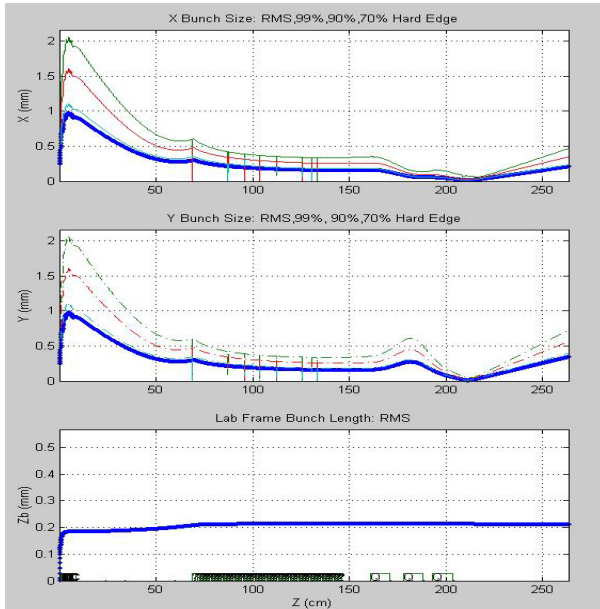 X Bunch Size: RMS,99%,90%,70% Hard Edge
2
1.5
1
0.5
0
X (mm)
50 100 150 200 250
Y Bunch Size: RMS,99%, 90%,70% Hard Edge
2
1.5
1
0.5
0
Y (mm)
50 100 150 200 250
Lab Frame Bunch Length: RMS
0.5
0.4
0.3
0.2
0.1
0
Zb (mm)
50 100 150 200 250
Z (cm)